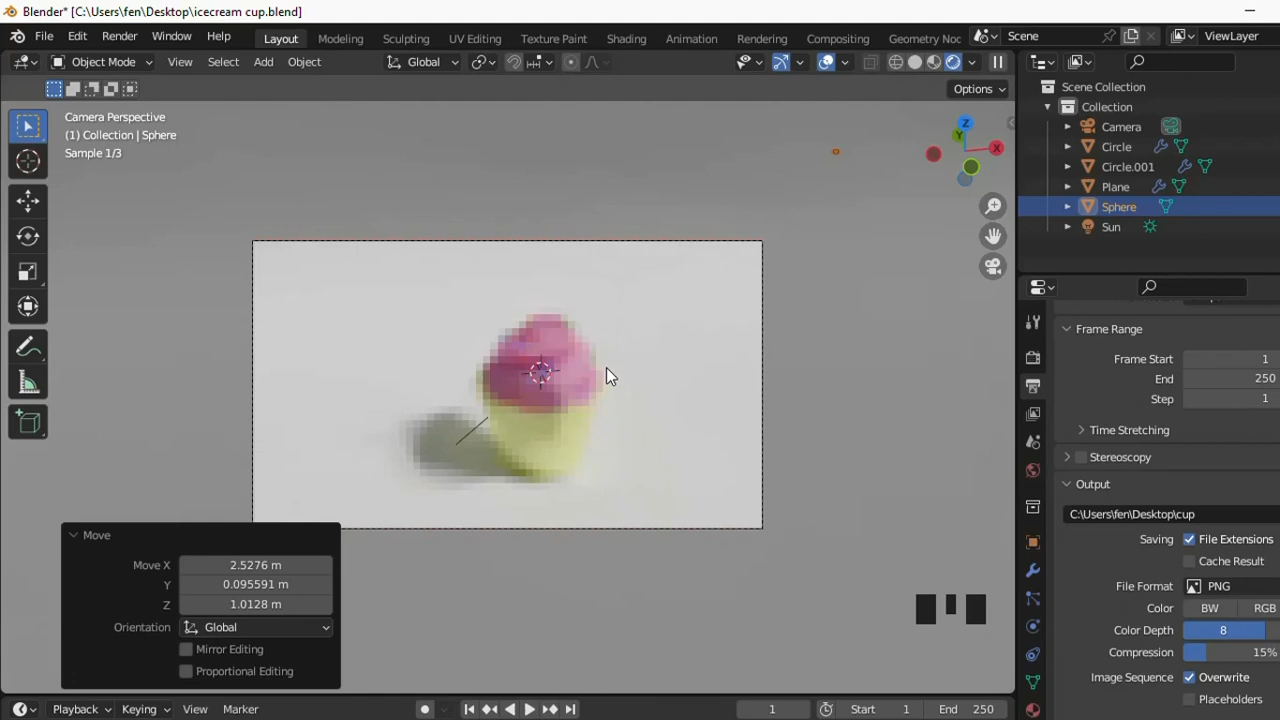 Blender* [C:\Users\fen\Desktop\icecream cup.blend]
File Edit Render Window Help
Layout Modeling Sculpting UV Editing Texture Paint Shading Animation Rendering Compositing Geometry Noc
Scene
ViewLayer
Object Mode View Select Add Object
Global
Options
Camera Perspective
(1) Collection | Sphere
Sample 1/3
Z
Y
X
Scene Collection
Collection
Camera
Circle
Circle.001
Plane
Sphere
Sun
Frame Range
Frame Start 1
End 250
Step 1
Time Stretching
Stereoscopy
Output
C:\Users\fen\Desktop\cup
Saving File Extensions
Cache Result
File Format PNG
Color BW RGB
Color Depth 8
Compression 15%
Image Sequence Overwrite
Placeholders
Move
Move X 2.5276 m
Y 0.095591 m
Z 1.0128 m
Orientation Global
Mirror Editing
Proportional Editing
Playback Keying View Marker
1
Start 1
End 250